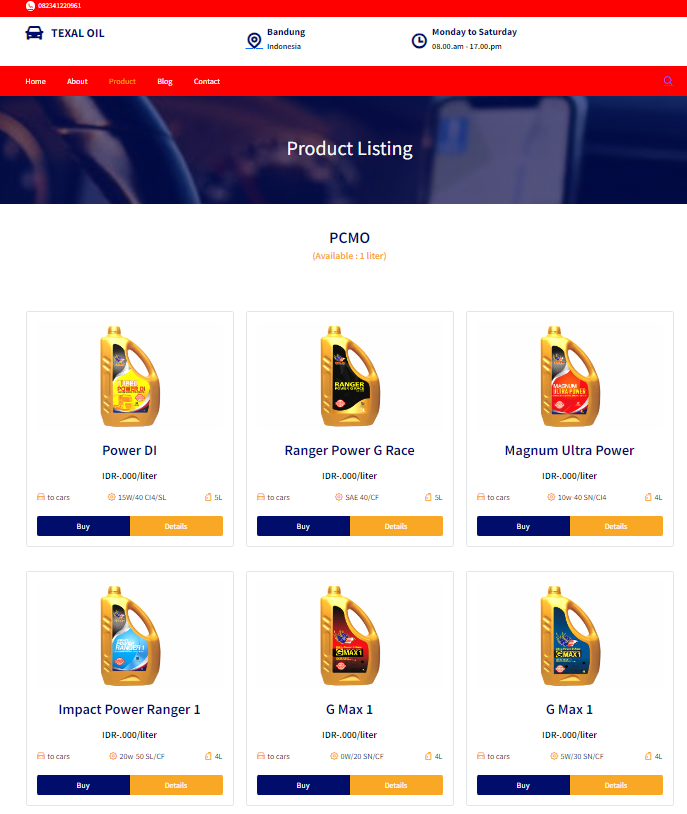 082341220961
TEXAL OIL
Bandung
Indonesia
Monday to Saturday
08.00.am - 17.00.pm
Home About Product Blog Contact
Product Listing
PCMO
(Available : 1 liter)
POWER DI
RANGER
POWER G RACE
MAGNUM
ULTRA POWER
Power DI
Ranger Power G Race
Magnum Ultra Power
IDR-.000/liter
IDR-.000/liter
IDR-.000/liter
to cars 15W/40 CI4/SL 5L
to cars SAE 40/CF 5L
to cars 10w-40 SN/CI4 4L
Buy Details
Buy Details
Buy Details
RANGER 1
GMAX1
GMAX1
Impact Power Ranger 1
G Max 1
G Max 1
IDR-.000/liter
IDR-.000/liter
IDR-.000/liter
to cars 20w-50 SL/CF 4L
to cars 0W/20 SN/CF 4L
to cars 5W/30 SN/CF 4L
Buy Details
Buy Details
Buy Details